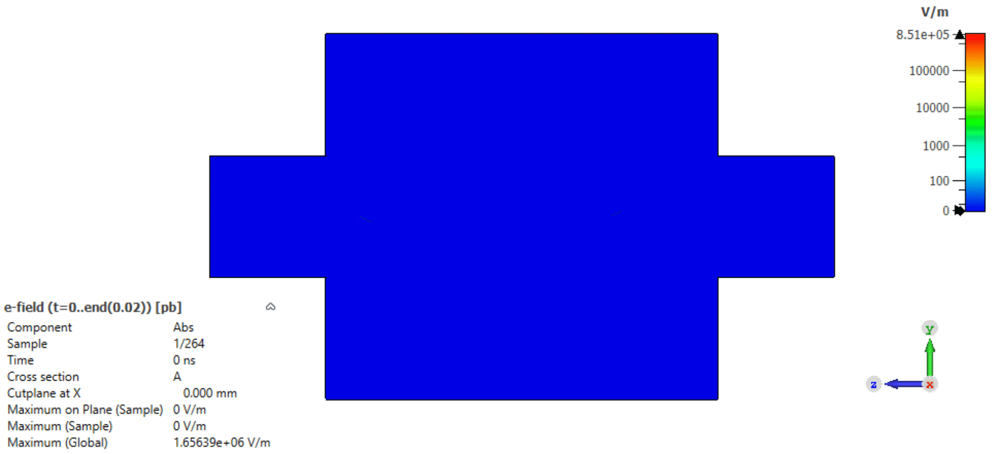 V/m
8.51e+05
100000
10000
1000
100
0
e-field (t=0..end(0.02)) [pb]
Component Abs
Sample 1/264
Time 0 ns
Cross section A
Cutplane at X 0.000 mm
Maximum on Plane (Sample) 0 V/m
Maximum (Sample) 0 V/m
Maximum (Global) 1.65639e+06 V/m
y
z
x